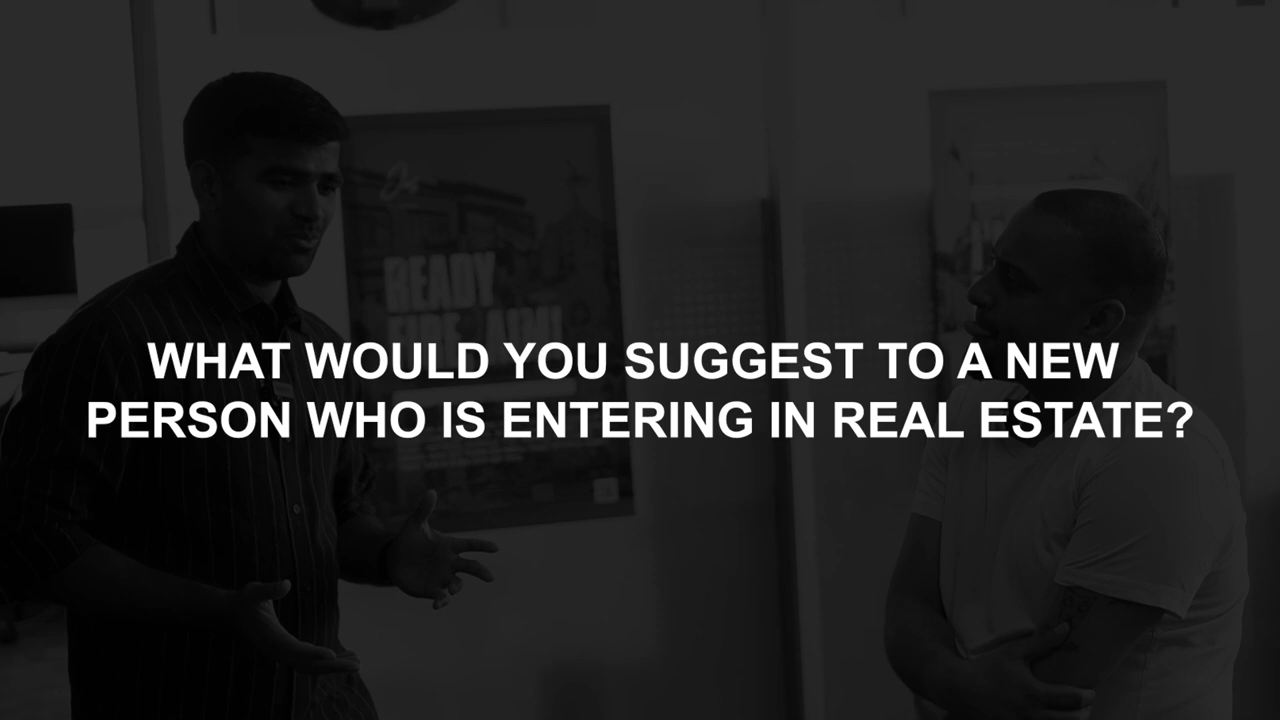 READY
WHAT WOULD YOU SUGGEST TO A NEW
PERSON WHO IS ENTERING IN REAL ESTATE?